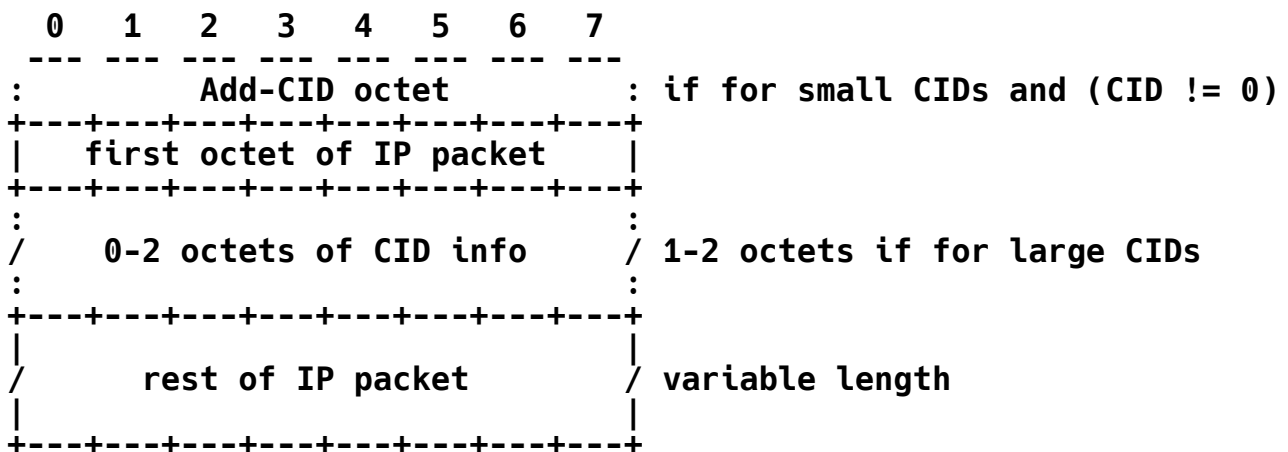 0   1   2   3   4   5   6   7
 --- --- --- --- --- --- --- ---
:         Add-CID octet         : if for small CIDs and (CID != 0)
+---+---+---+---+---+---+---+---+
|   first octet of IP packet    |
+---+---+---+---+---+---+---+---+
:                               :
/    0-2 octets of CID info     / 1-2 octets if for large CIDs
:                               :
+---+---+---+---+---+---+---+---+
|                               |
/      rest of IP packet        / variable length
|                               |
+---+---+---+---+---+---+---+---+